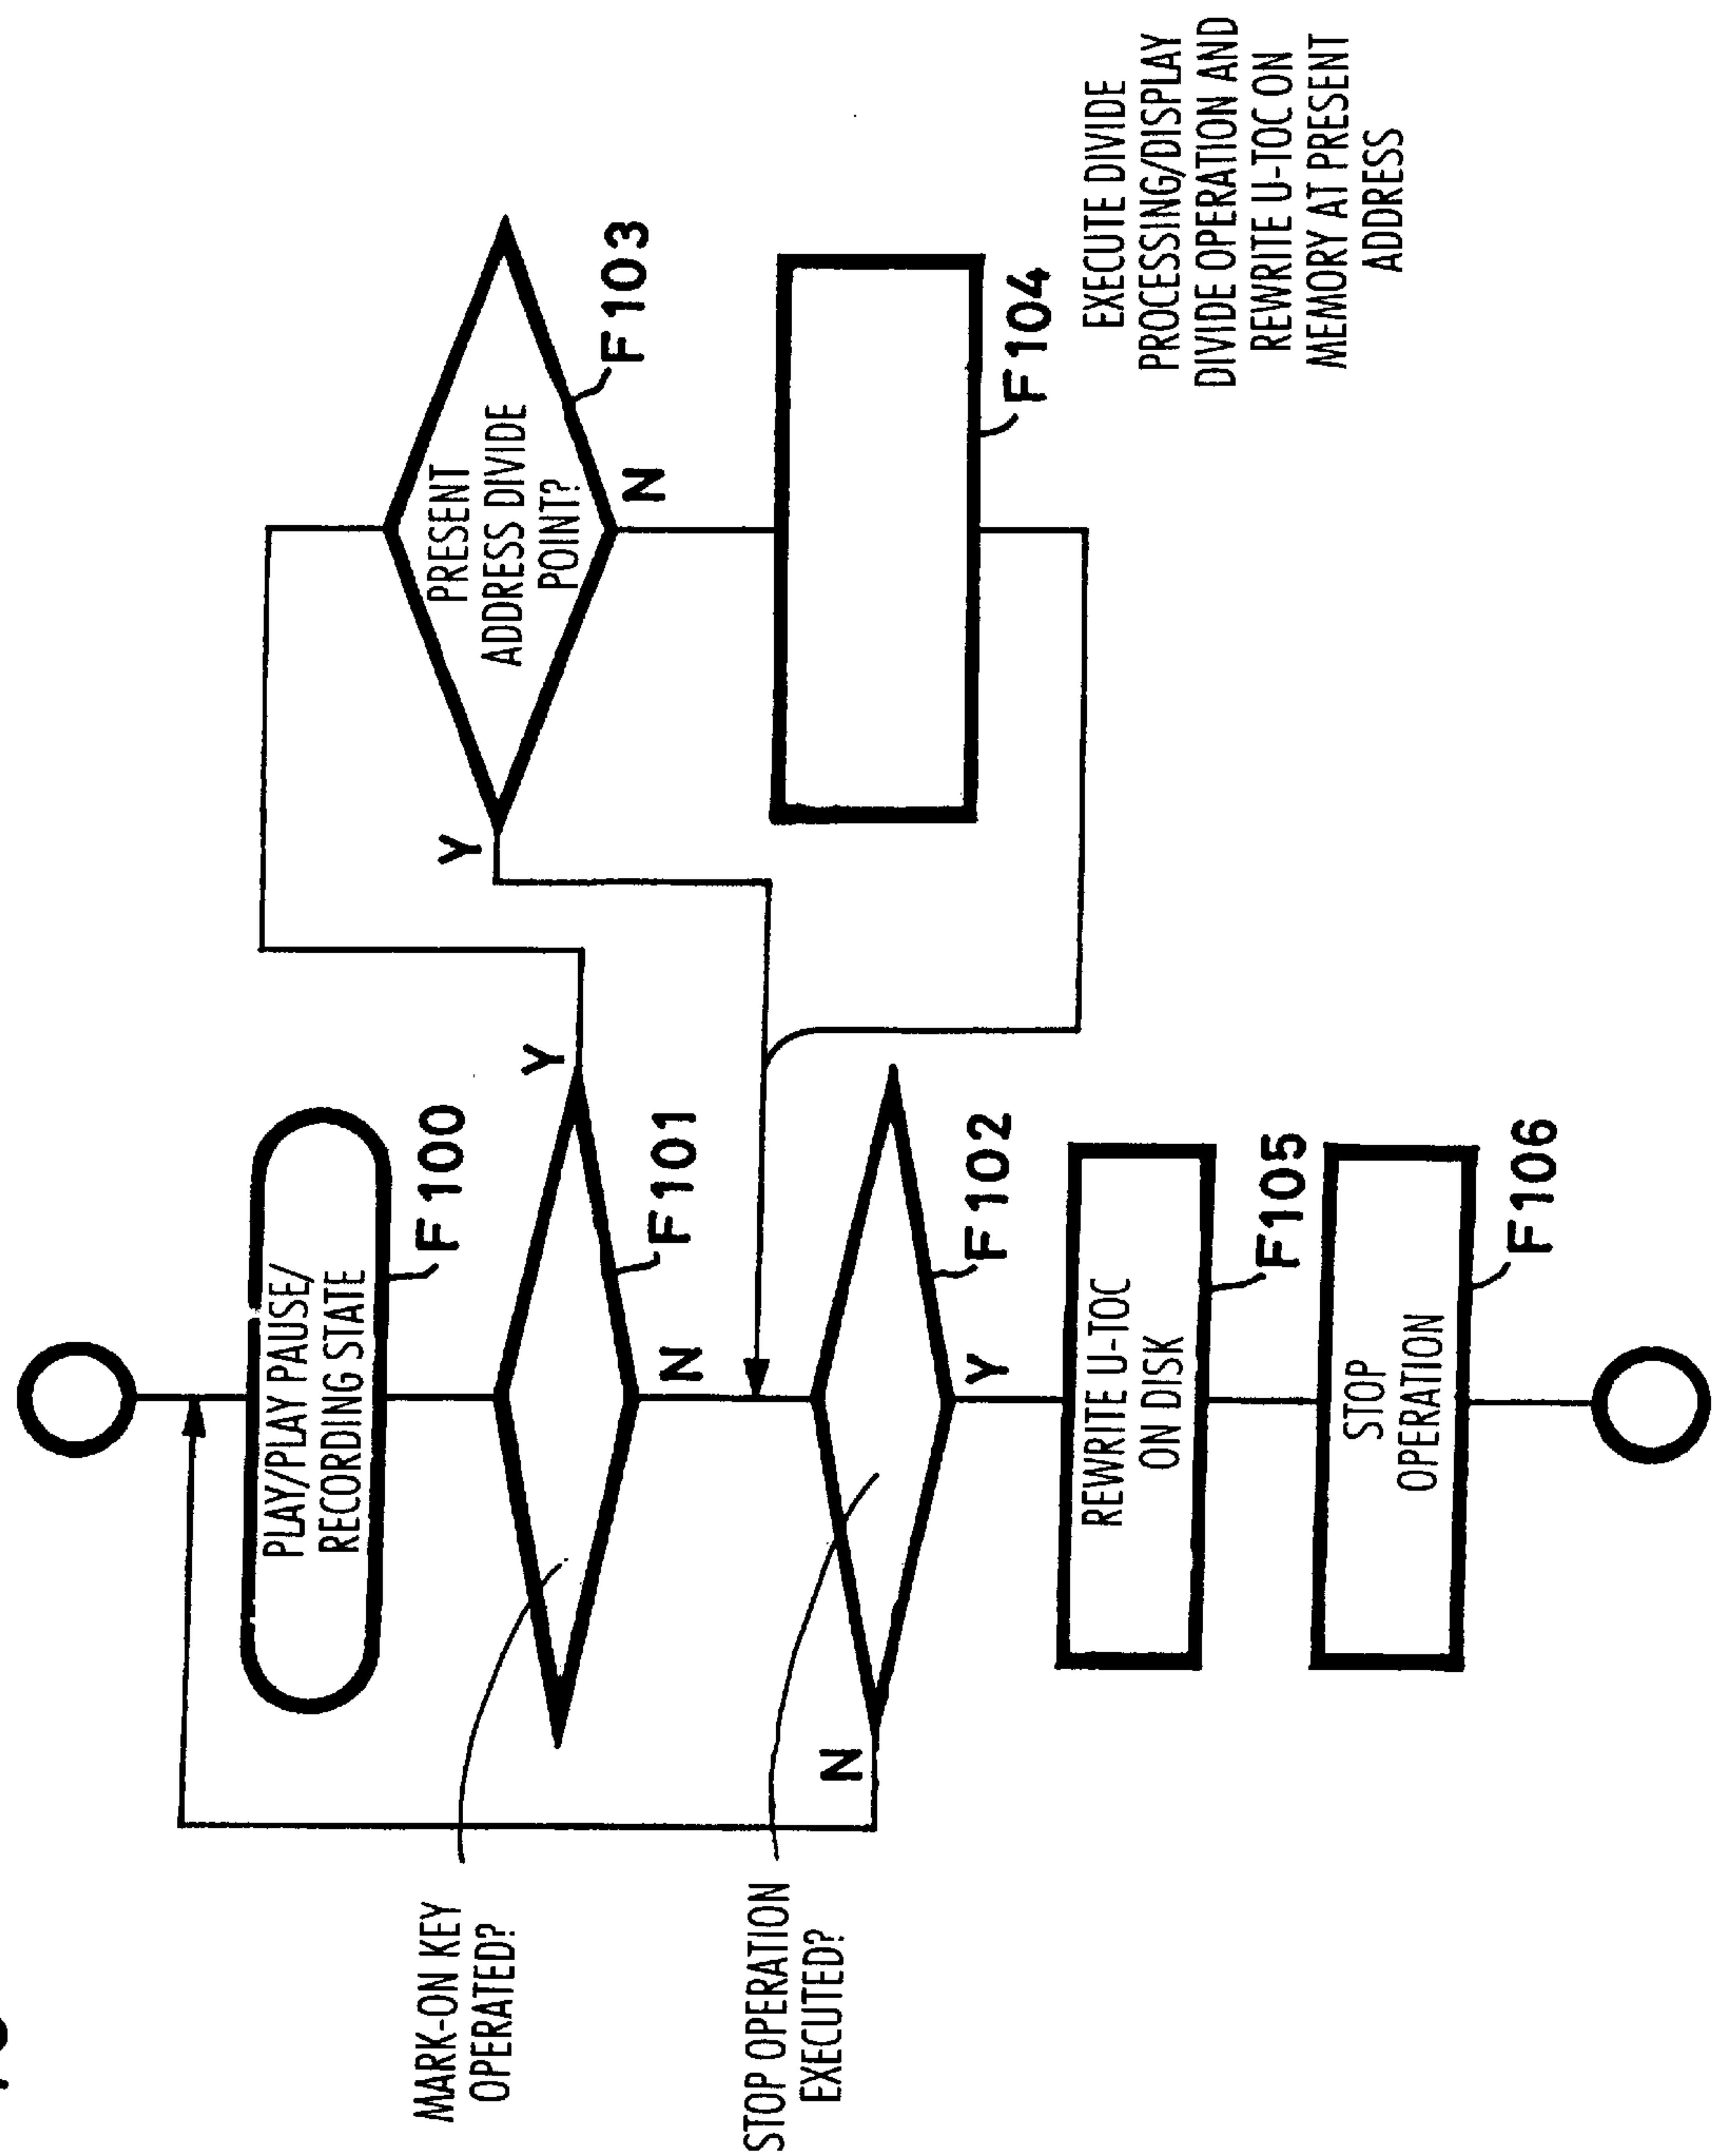 PLAY/PLAY PAUSE/
RECORDING STATE
F100
MARK-ON KEY
OPERATED?
Y
F101
N
PRESENT
ADDRESS DIVIDE
POINT?
F103
Y
N
F104
EXECUTE DIVIDE
PROCESSING/DISPLAY
DIVIDE OPERATION AND
REWRITE U-TOC ON
MEMORY AT PRESENT
ADDRESS
STOP OPERATION
EXECUTED?
N
F102
Y
REWRITE U-TOC
ON DISK
F105
STOP
OPERATION
F106